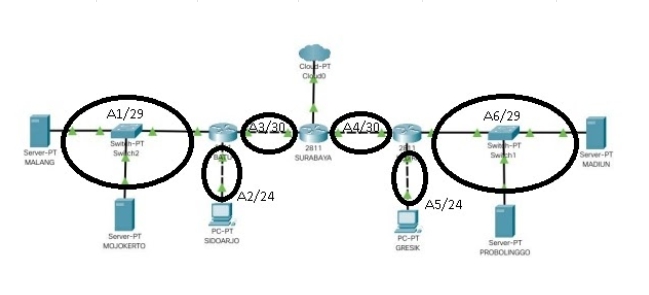 Cloud-PT
Cloud0
A1/29
A3/30
A4/30
A6/29
Switch-PT
Switch2
2811
SURABAYA
Switch-PT
Switch1
Server-PT
MALANG
BATU
Server-PT
MADIUN
A2/24
A5/24
Server-PT
MOJOKERTO
PC-PT
SIDOARJO
PC-PT
GRESIK
Server-PT
PROBOLINGGO